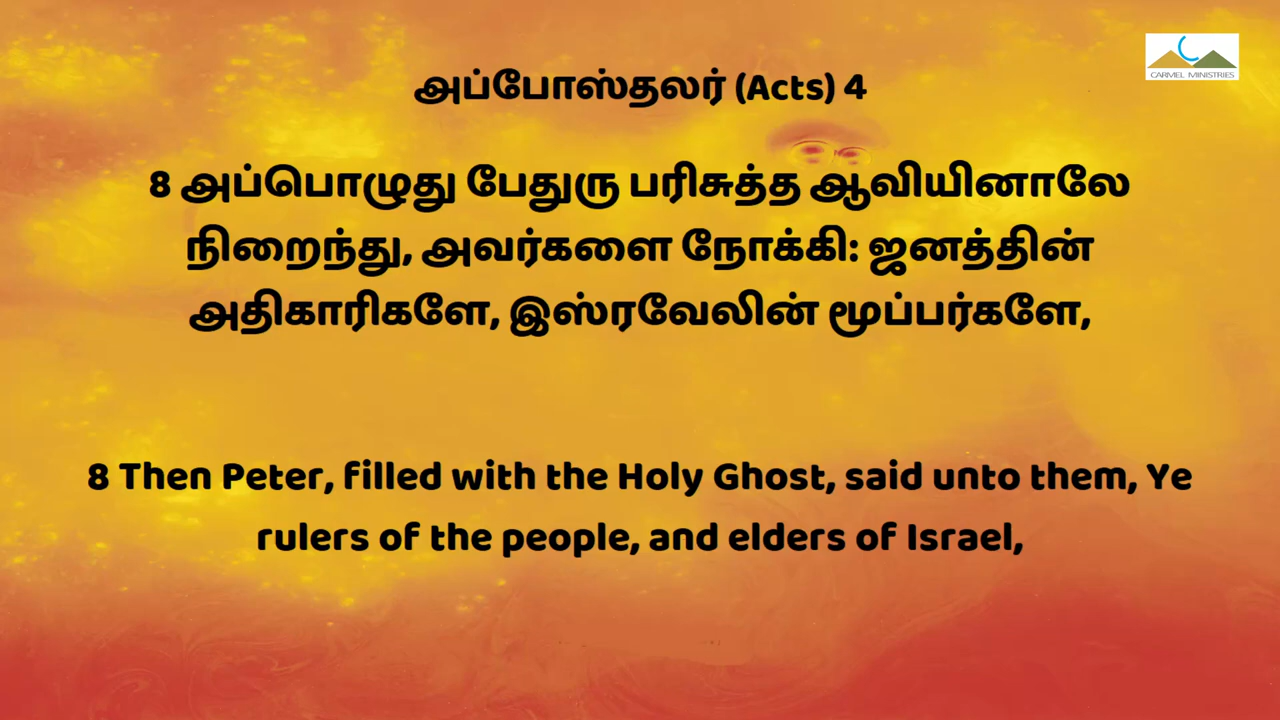 CARMEL MINISTRIES
அப்போஸ்தலர் (Acts) 4
8 அப்பொழுது பேதுரு பரிசுத்த ஆவியினாலே
நிறைந்து, அவர்களை நோக்கி: ஜனத்தின்
அதிகாரிகளே, இஸ்ரவேலின் மூப்பர்களே,
8 Then Peter, filled with the Holy Ghost, said unto them, Ye
rulers of the people, and elders of Israel,